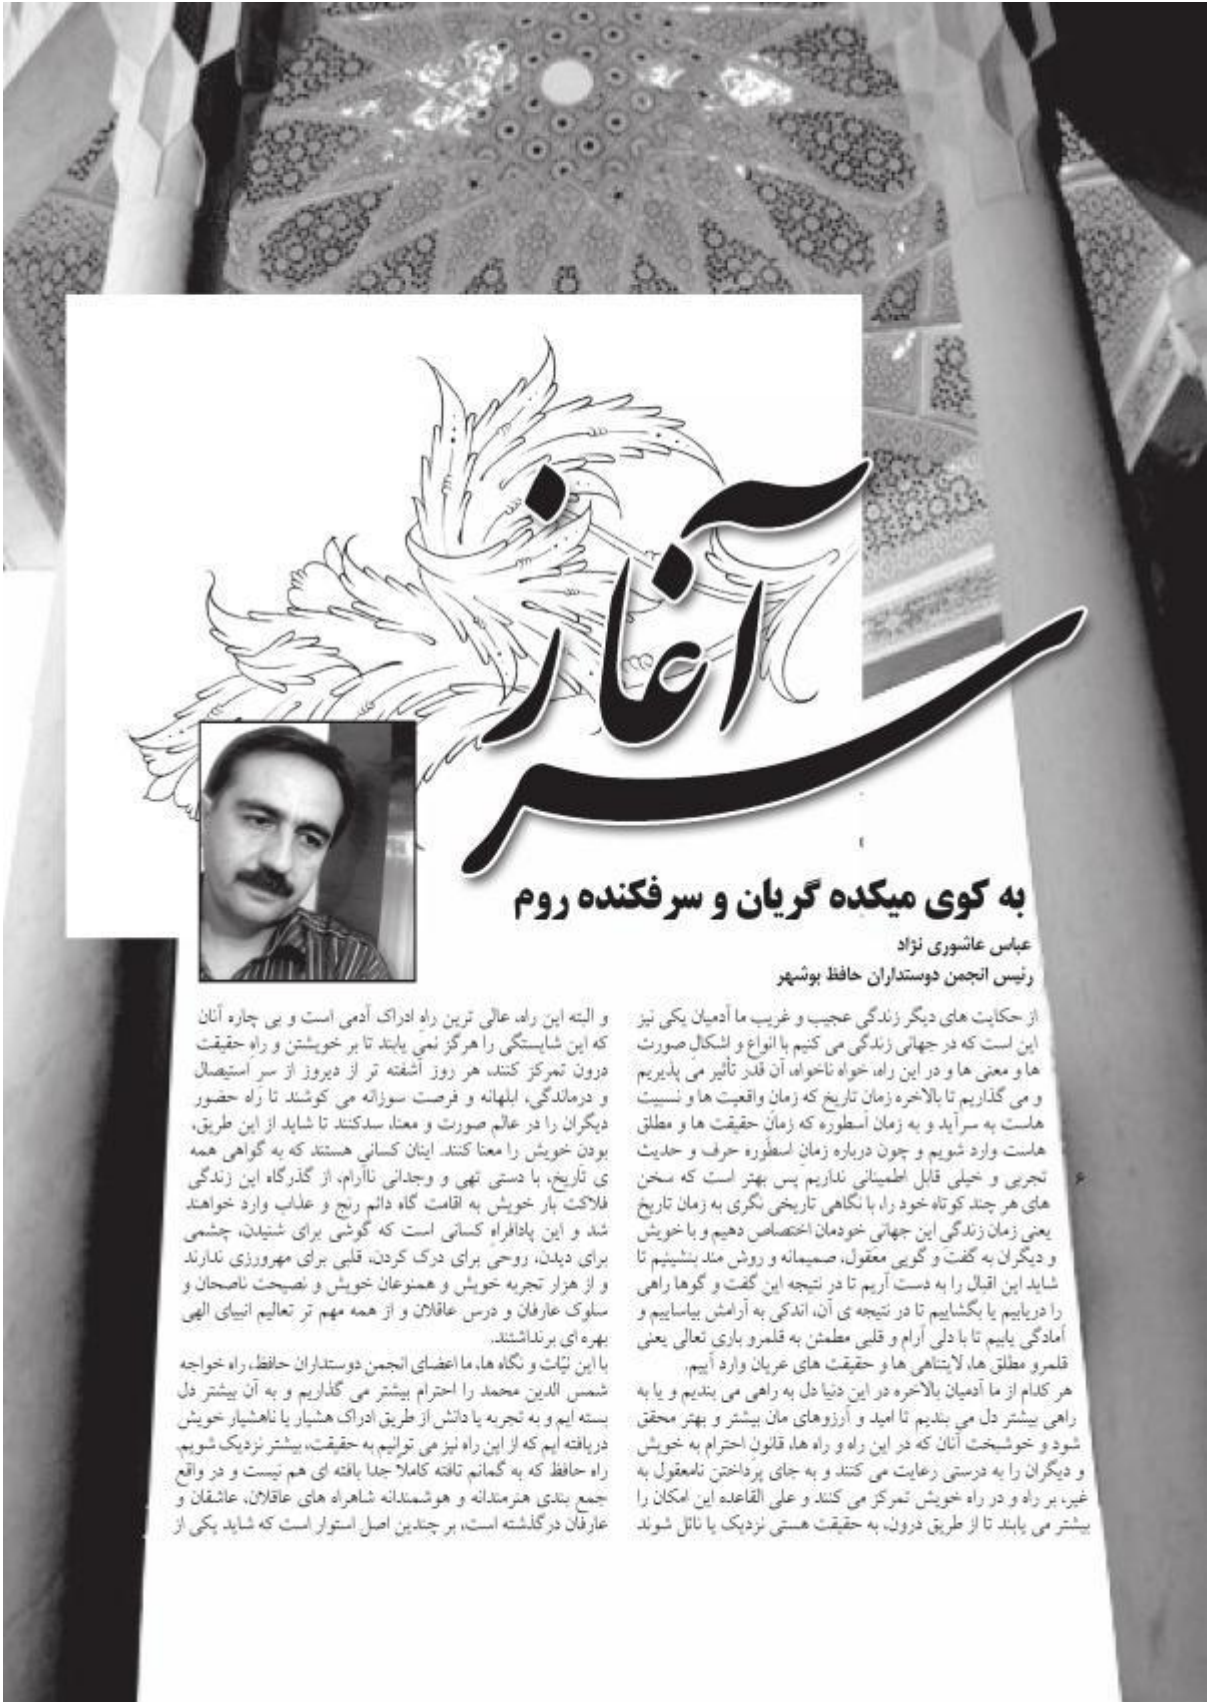 سرآغاز
به کوی میکده گریان و سرفکنده روم
عباس عاشوری نژاد
رئیس انجمن دوستداران حافظ بوشهر
از حکایت های دیگر زندگی عجیب و غریب ما آدمیان یکی نیز
این است که در جهانی زندگی می کنیم با انواع و اشکالِ صورت
ها و معنی ها و در این راه، خواه ناخواه، آن قدر تأثیر می پذیریم
و می گذاریم تا بالاخره زمان تاریخ که زمانِ واقعیت ها و نسبیت
هاست به سرآید و به زمان اسطوره که زمانِ حقیقت ها و مطلق
هاست وارد شویم و چون درباره زمانِ اسطوره حرف و حدیث
تجربی و خیلی قابل اطمینانی نداریم پس بهتر است که سخن
های هر چند کوتاه خود را، با نگاهی تاریخی نگری به زمان تاریخ
یعنی زمان زندگی این جهانی خودمان اختصاص دهیم و با خویش
و دیگران به گفت و گویی معقول، صمیمانه و روش مند بنشینیم تا
شاید این اقبال را به دست آریم تا در نتیجه این گفت و گوها راهی
را دریابیم یا بگشاییم تا در نتیجه ی آن، اندکی به آرامش بیاساییم و
آمادگی یابیم تا با دلی آرام و قلبی مطمئن به قلمرو باری تعالی یعنی
قلمرو مطلق ها، لایتناهی ها و حقیقت های عریان وارد آییم.
هر کدام از ما آدمیان بالاخره در این دنیا دل به راهی می بندیم و یا به
راهی بیشتر دل می بندیم تا امید و آرزوهای مان بیشتر و بهتر محقق
شود و خوشبخت آنان که در این راه و راه ها، قانونِ احترام به خویش
و دیگران را به درستی رعایت می کنند و به جای پرداختن نامعقول به
غیر، بر راه و در راه خویش تمرکز می کنند و علی القاعده این امکان را
بیشتر می یابند تا از طریق درون، به حقیقت هستی نزدیک یا نائل شوند
و البته این راه، عالی ترین راهِ ادراک آدمی است و بی چاره آنان
که این شایستگی را هرگز نمی یابند تا بر خویشتن و راهِ حقیقت
درون تمرکز کنند، هر روز آشفته تر از دیروز از سر استیصال
و درماندگی، ابلهانه و فرصت سوزانه می کوشند تا راه حضور
دیگران را در عالم صورت و معنا، سدکنند تا شاید از این طریق،
بودن خویش را معنا کنند. اینان کسانی هستند که به گواهی همه
ی تاریخ، با دستی تهی و وجدانی ناآرام، از گذرگاه این زندگی
فلاکت بار خویش به اقامت گاه دائم رنج و عذاب وارد خواهند
شد و این پادافراهِ کسانی است که گوشی برای شنیدن، چشمی
برای دیدن، روحی برای درک کردن، قلبی برای مهرورزی ندارند
و از هزار تجربه خویش و همنوعان خویش و نصیحت ناصحان و
سلوک عارفان و درس عاقلان و از همه مهم تر تعالیم انبیای الهی
بهره ای برنداشتند.
با این نیّات و نگاه ها، ما اعضای انجمن دوستداران حافظ، راه خواجه
شمس الدین محمد را احترام بیشتر می گذاریم و به آن بیشتر دل
بسته ایم و به تجربه یا دانش از طریق ادراک هشیار یا ناهشیار خویش
دریافته ایم که از این راه نیز می توانیم به حقیقت، بیشتر نزدیک شویم.
راه حافظ که به گمانم تافته کاملاً جدا بافته ای هم نیست و در واقع
جمع بندی هنرمندانه و هوشمندانه شاهراه های عاقلان، عاشقان و
عارفان درگذشته است، بر چندین اصل استوار است که شاید یکی از
۶